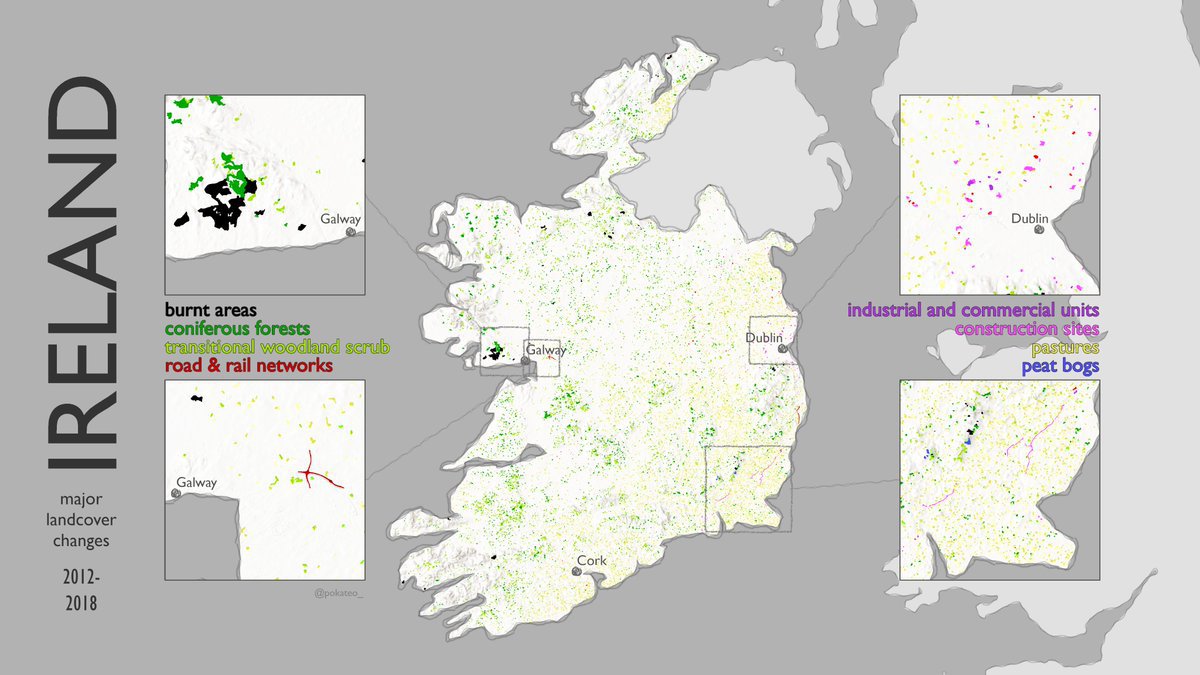 IRELAND
major
landcover
changes
2012-
2018
Galway
burnt areas
coniferous forests
transitional woodland scrub
road & rail networks
Galway
@pokateo_
Galway
Dublin
Cork
Dublin
industrial and commercial units
construction sites
pastures
peat bogs